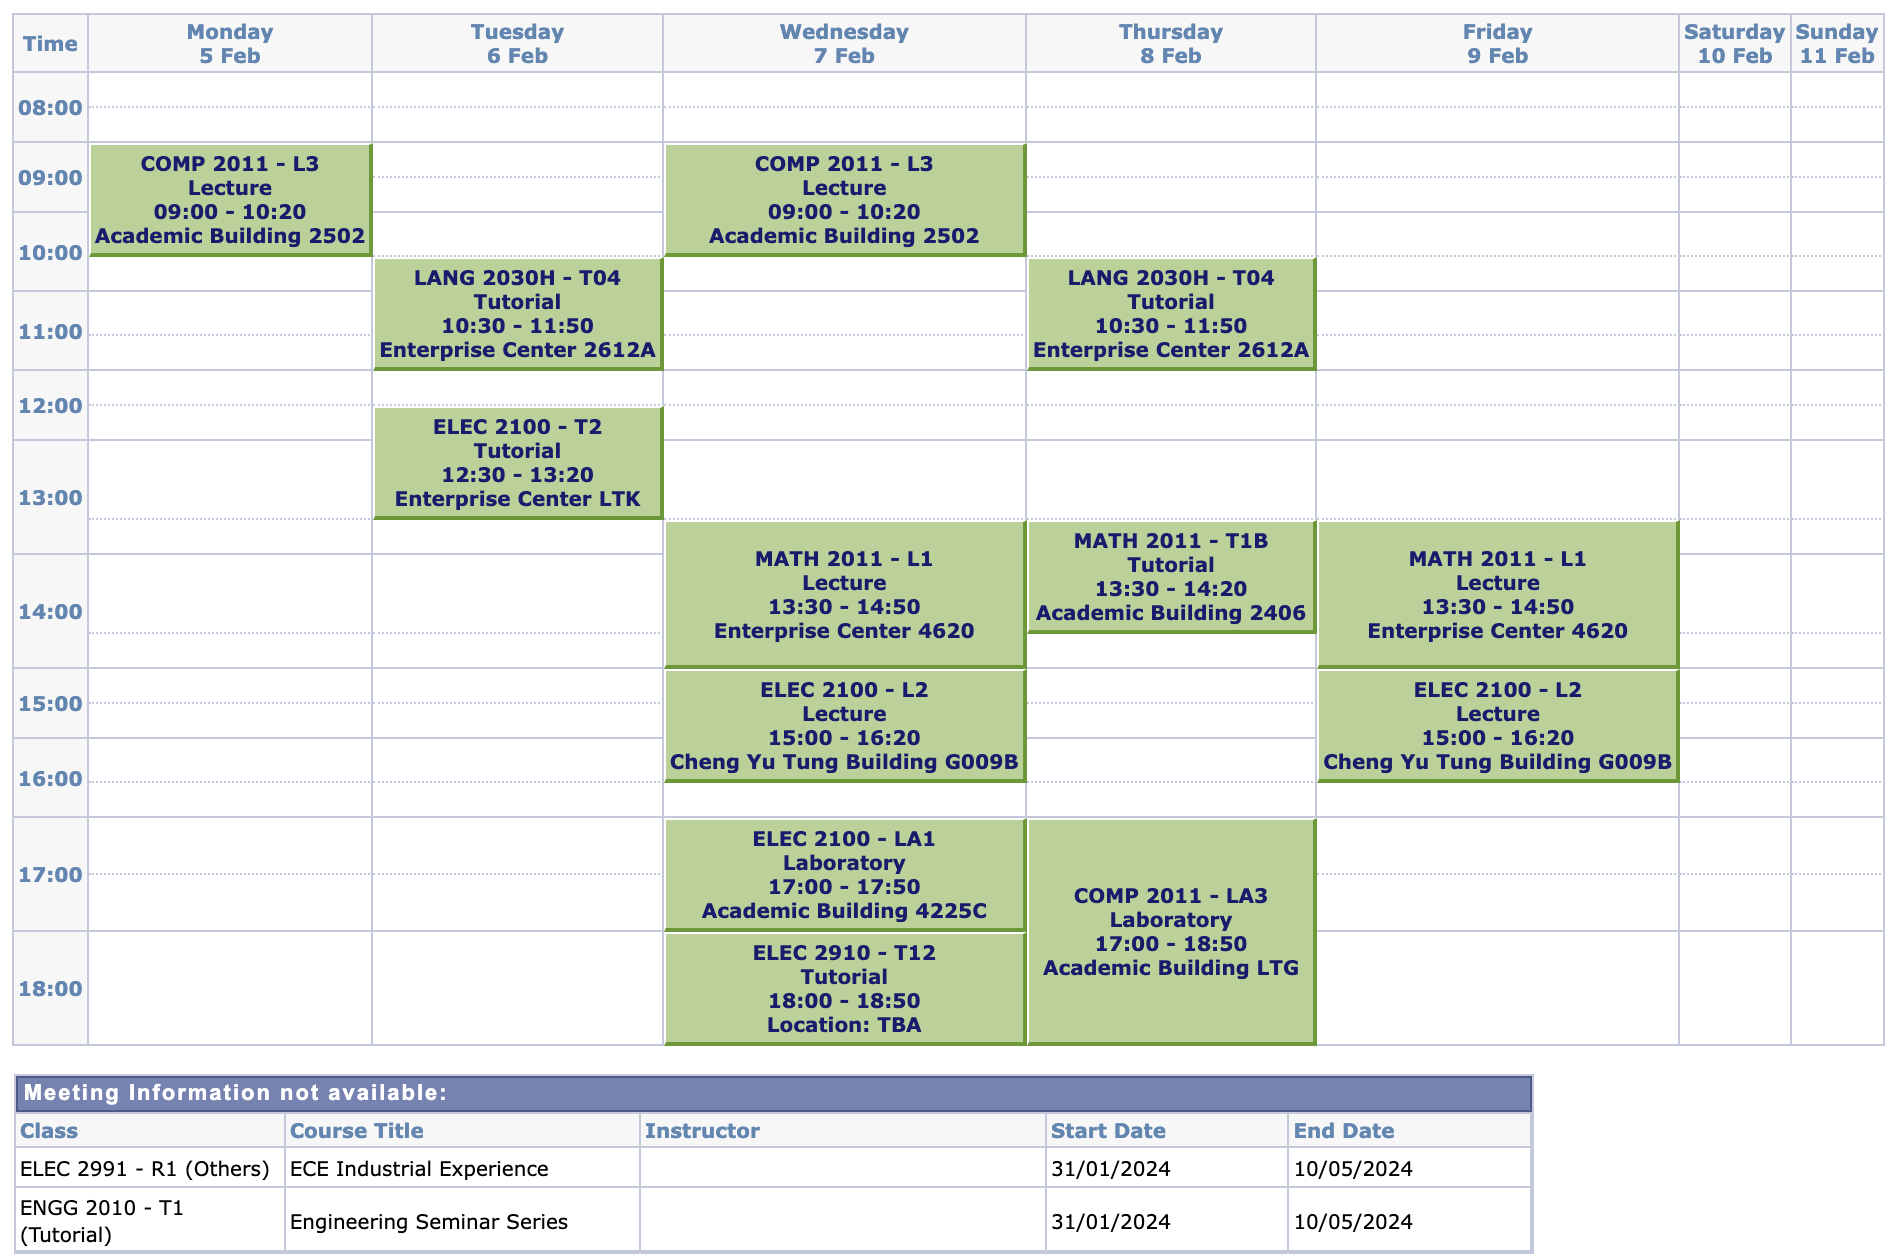 Time
Monday
5 Feb
Tuesday
6 Feb
Wednesday
7 Feb
Thursday
8 Feb
Friday
9 Feb
Saturday
10 Feb
Sunday
11 Feb
08:00
09:00
COMP 2011 - L3
Lecture
09:00 - 10:20
Academic Building 2502
COMP 2011 - L3
Lecture
09:00 - 10:20
Academic Building 2502
10:00
LANG 2030H - T04
Tutorial
10:30 - 11:50
Enterprise Center 2612A
LANG 2030H - T04
Tutorial
10:30 - 11:50
Enterprise Center 2612A
11:00
12:00
ELEC 2100 - T2
Tutorial
12:30 - 13:20
Enterprise Center LTK
13:00
MATH 2011 - L1
Lecture
13:30 - 14:50
Enterprise Center 4620
MATH 2011 - T1B
Tutorial
13:30 - 14:20
Academic Building 2406
MATH 2011 - L1
Lecture
13:30 - 14:50
Enterprise Center 4620
14:00
15:00
ELEC 2100 - L2
Lecture
15:00 - 16:20
Cheng Yu Tung Building G009B
ELEC 2100 - L2
Lecture
15:00 - 16:20
Cheng Yu Tung Building G009B
16:00
17:00
ELEC 2100 - LA1
Laboratory
17:00 - 17:50
Academic Building 4225C
COMP 2011 - LA3
Laboratory
17:00 - 18:50
Academic Building LTG
18:00
ELEC 2910 - T12
Tutorial
18:00 - 18:50
Location: TBA
Meeting Information not available:
Class Course Title Instructor Start Date End Date
ELEC 2991 - R1 (Others) ECE Industrial Experience 31/01/2024 10/05/2024
ENGG 2010 - T1
(Tutorial) Engineering Seminar Series 31/01/2024 10/05/2024